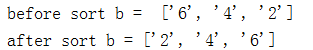 before sort b =  ['6', '4', '2']
after sort b = ['2', '4', '6']